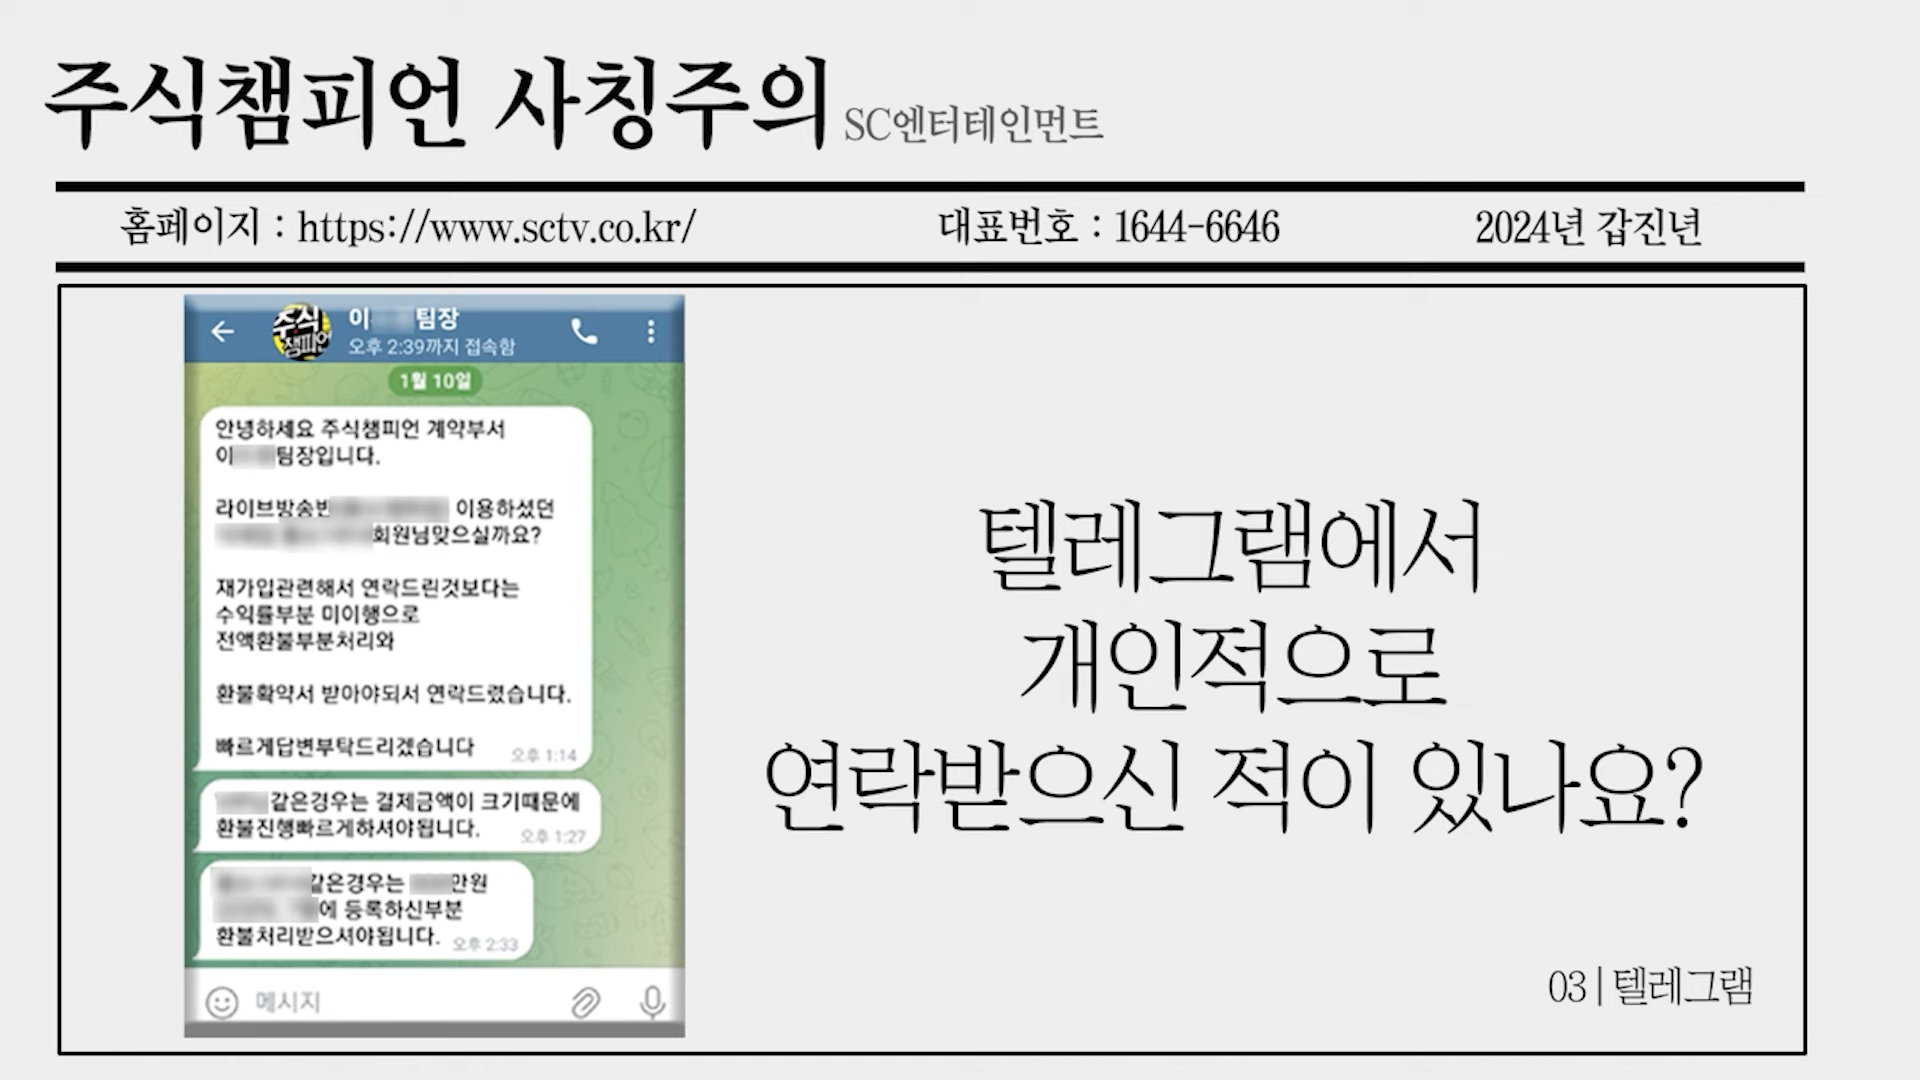 주식챔피언 사칭주의 SC엔터테인먼트
홈페이지 : https://www.sctv.co.kr/ 대표번호 : 1644-6646 2024년 갑진년
주식
챔피언
이 팀장
오후 2:39까지 접속함
1월 10일
안녕하세요 주식챔피언 계약부서
이 팀장입니다.
라이브방송반 이용하셨던
회원님맞으실까요?
재가입관련해서 연락드린것보다는
수익률부분 미이행으로
전액환불부분처리와
환불확약서 받아야되서 연락드렸습니다.
빠르게답변부탁드리겠습니다
오후 1:14
같은경우는 결제금액이 크기때문에
환불진행빠르게하셔야됩니다.
오후 1:27
같은경우는 만원
에 등록하신부분
환불처리받으셔야됩니다.
오후 2:33
메시지
텔레그램에서
개인적으로
연락받으신 적이 있나요?
03 | 텔레그램